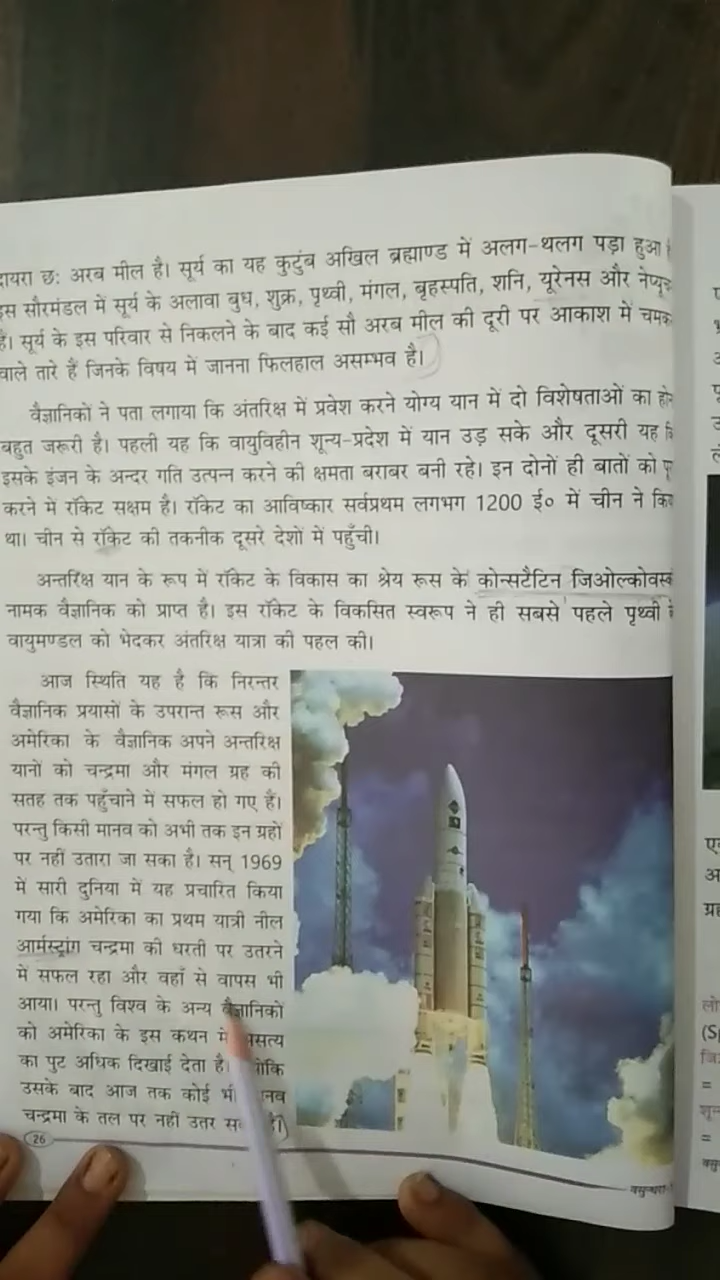 दायरा छः अरब मील है। सूर्य का यह कुटुंब अखिल ब्रह्माण्ड में अलग-थलग पड़ा हुआ
इस सौरमंडल में सूर्य के अलावा बुध, शुक्र, पृथ्वी, मंगल, बृहस्पति, शनि, यूरेनस और
है। सूर्य के इस परिवार से निकलने के बाद कई सौ अरब मील की दूरी पर आकाश में
वाले तारे हैं जिनके विषय में जानना फिलहाल असम्भव है।
वैज्ञानिकों ने पता लगाया कि अंतरिक्ष में प्रवेश करने योग्य यान में दो विशेषताओं का
बहुत जरूरी है। पहली यह कि वायुविहीन शून्य-प्रदेश में यान उड़ सके और दूसरी यह
इसके इंजन के अन्दर गति उत्पन्न करने की क्षमता बराबर बनी रहे। इन दोनों ही बातों को
करने में रॉकेट सक्षम है। रॉकेट का आविष्कार सर्वप्रथम लगभग 1200 ई० में चीन ने
था। चीन से रॉकेट की तकनीक दूसरे देशों में पहुँची।
अन्तरिक्ष यान के रूप में रॉकेट के विकास का श्रेय रूस के कोन्सटैटिन
नामक वैज्ञानिक को प्राप्त है। इस रॉकेट के विकसित स्वरूप ने ही सबसे पहले पृथ्वी
वायुमण्डल को भेदकर अंतरिक्ष यात्रा की पहल की।
आज स्थिति यह है कि निरन्तर
वैज्ञानिक प्रयासों के उपरान्त रूस और
अमेरिका के वैज्ञानिक अपने अन्तरिक्ष
यानों को चन्द्रमा और मंगल ग्रह की
सतह तक पहुँचाने में सफल हो गए हैं।
परन्तु किसी मानव को अभी तक इन ग्रहों
पर नहीं उतारा जा सका है। सन् 1969
में सारी दुनिया में यह प्रचारित किया
गया कि अमेरिका का प्रथम यात्री नील
आर्मस्ट्रांग चन्द्रमा की धरती पर उतरने
में सफल रहा और वहाँ से वापस भी
आया। परन्तु विश्व के अन्य वैज्ञानिकों
को अमेरिका के इस कथन में
का पुट अधिक दिखाई देता है।
उसके बाद आज तक कोई भी
चन्द्रमा के तल पर नहीं उतर
26
(S
=
=